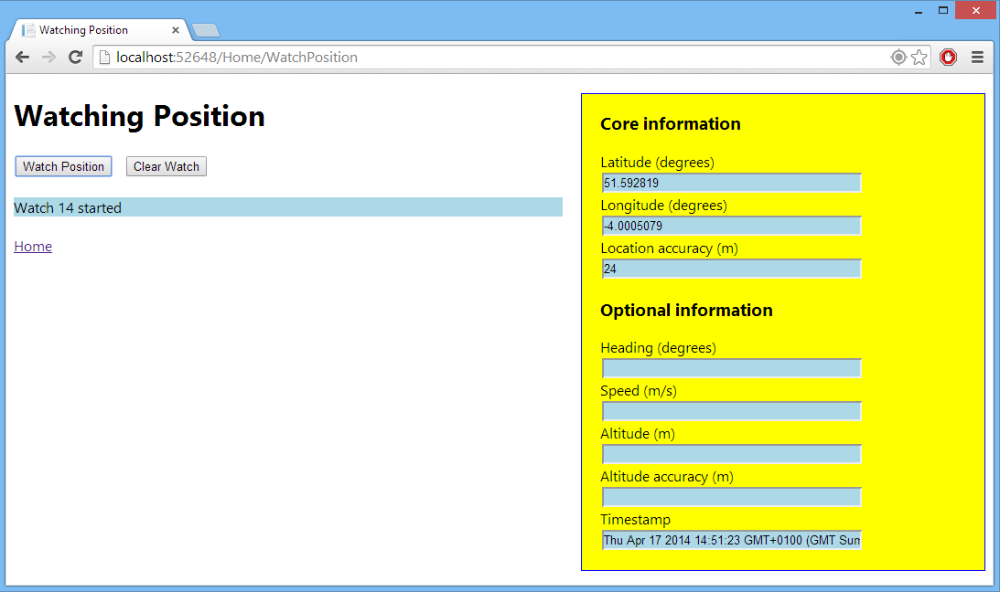 Watching Position
localhost:52648/Home/WatchPosition
Watching Position
Watch Position Clear Watch
Watch 14 started
Home
Core information
Latitude (degrees)
51.592819
Longitude (degrees)
-4.0005079
Location accuracy (m)
24
Optional information
Heading (degrees)
Speed (m/s)
Altitude (m)
Altitude accuracy (m)
Timestamp
Thu Apr 17 2014 14:51:23 GMT+0100 (GMT Sum